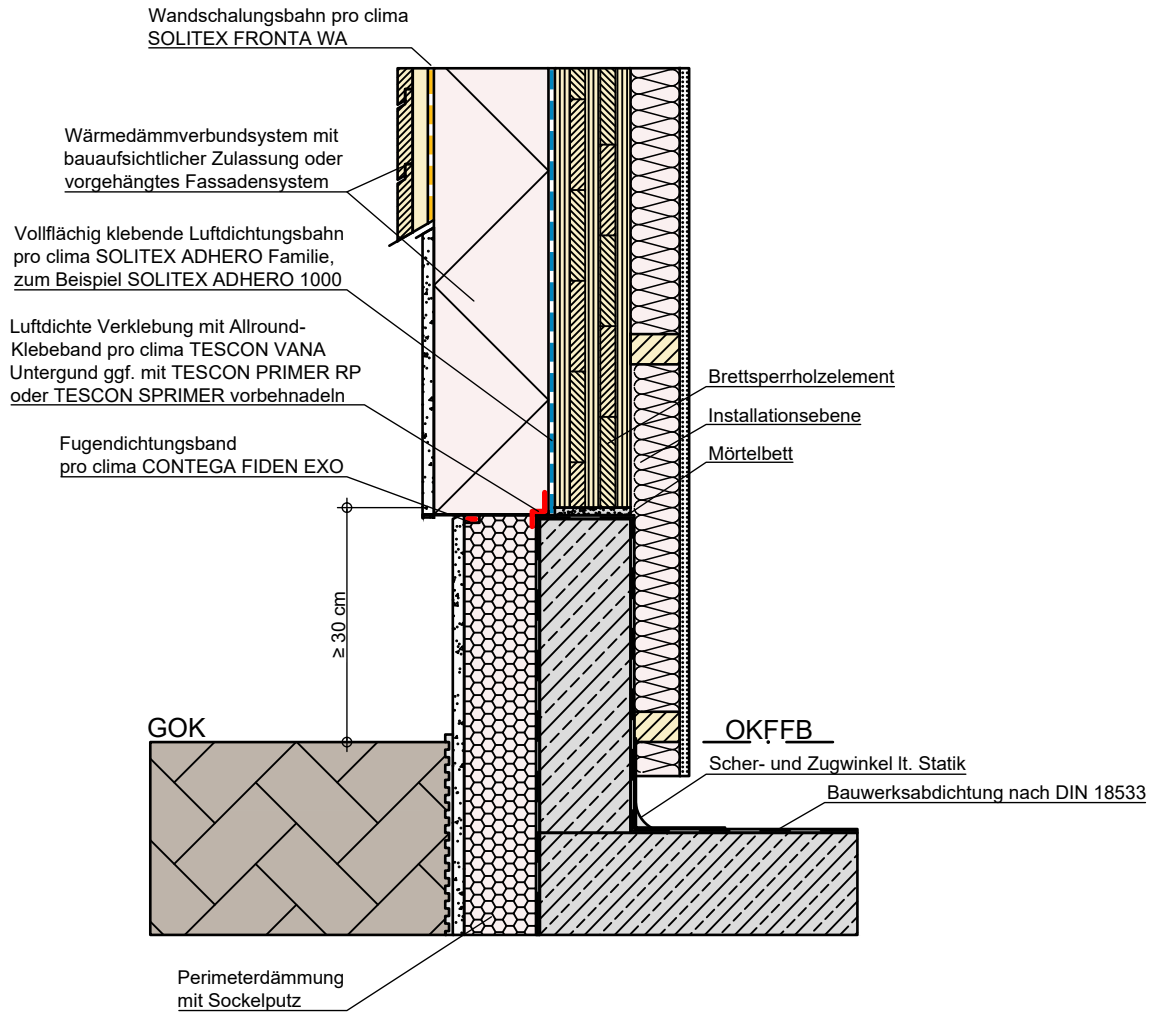 Wandschalungsbahn pro clima
SOLITEX FRONTA WA
Wärmedämmverbundsystem mit
bauaufsichtlicher Zulassung oder
vorgehängtes Fassadensystem
Vollflächig klebende Luftdichtungsbahn
pro clima SOLITEX ADHERO Familie,
zum Beispiel SOLITEX ADHERO 1000
Luftdichte Verklebung mit Allround-
Klebeband pro clima TESCON VANA
Untergund ggf. mit TESCON PRIMER RP
oder TESCON SPRIMER vorbehnadeln
Fugendichtungsband
pro clima CONTEGA FIDEN EXO
Brettsperrholzelement
Installationsebene
Mörtelbett
≥ 30 cm
GOK
OKFFB
Scher- und Zugwinkel lt. Statik
Bauwerksabdichtung nach DIN 18533
Perimeterdämmung
mit Sockelputz